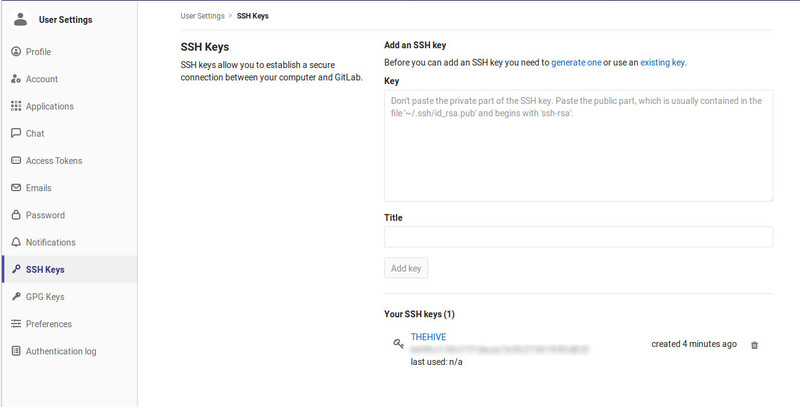 User Settings
Profile
Account
Applications
Chat
Access Tokens
Emails
Password
Notifications
SSH Keys
GPG Keys
Preferences
Authentication log
User Settings > SSH Keys
SSH Keys
SSH keys allow you to establish a secure
connection between your computer and GitLab.
Add an SSH key
Before you can add an SSH key you need to generate one or use an existing key.
Key
Don't paste the private part of the SSH key. Paste the public part, which is usually contained in the
file '~/.ssh/id_rsa.pub' and begins with 'ssh-rsa'.
Title
Add key
Your SSH keys (1)
THEHIVE
last used: n/a
created 4 minutes ago